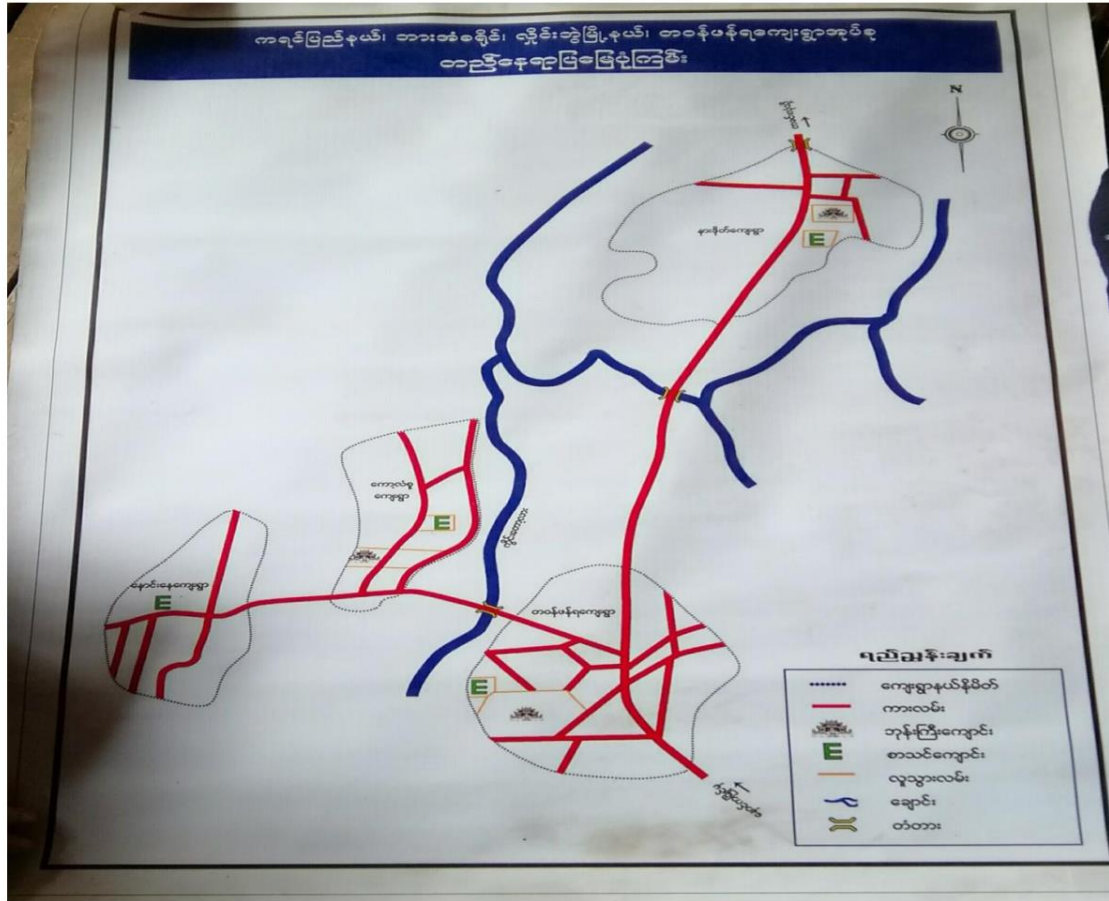 ကရင်ပြည်နယ်၊ ဘားအံခရိုင်၊ လှိုင်းဘွဲမြို့နယ်၊ တဝန်ဖန်ရကျေးရွာအုပ်စု
တည်နေရာပြမြေပုံကြမ်း
N
နားခိုတ်ကျေးရွာ
E
ကော့လံစူ
ကျေးရွာ
E
နောင်းနေကျေးရွာ
E
တဝန်ဖန်ရကျေးရွာ
E
ရည်ညွှန်းချက်
ကျေးရွာနယ်နိမိတ်
ကားလမ်း
ဘုန်းကြီးကျောင်း
E စာသင်ကျောင်း
လူသွားလမ်း
ချောင်း
တံတား